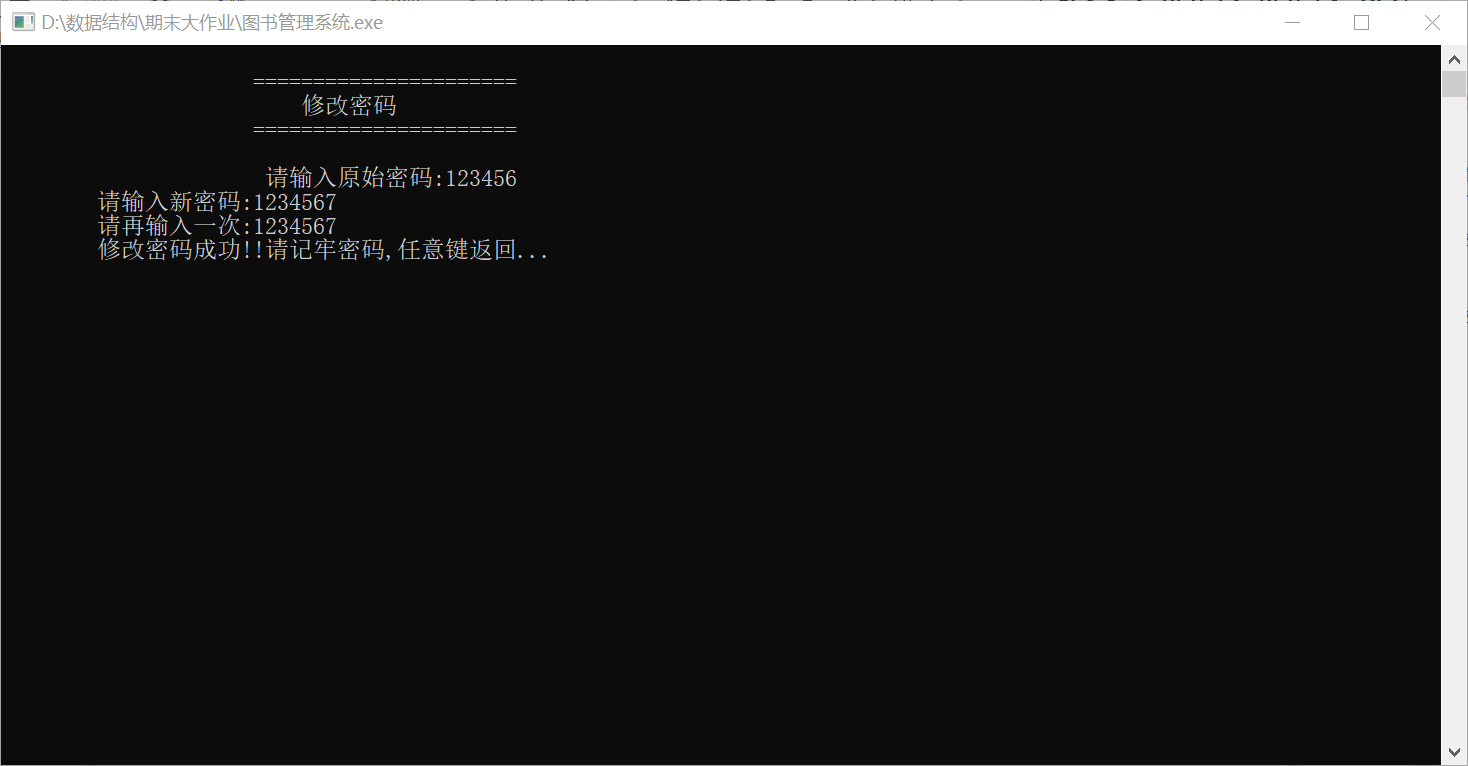 D:\数据结构\期末大作业\图书管理系统.exe
======================
修改密码
======================
请输入原始密码:123456
请输入新密码:1234567
请再输入一次:1234567
修改密码成功!!请记牢密码,任意键返回...